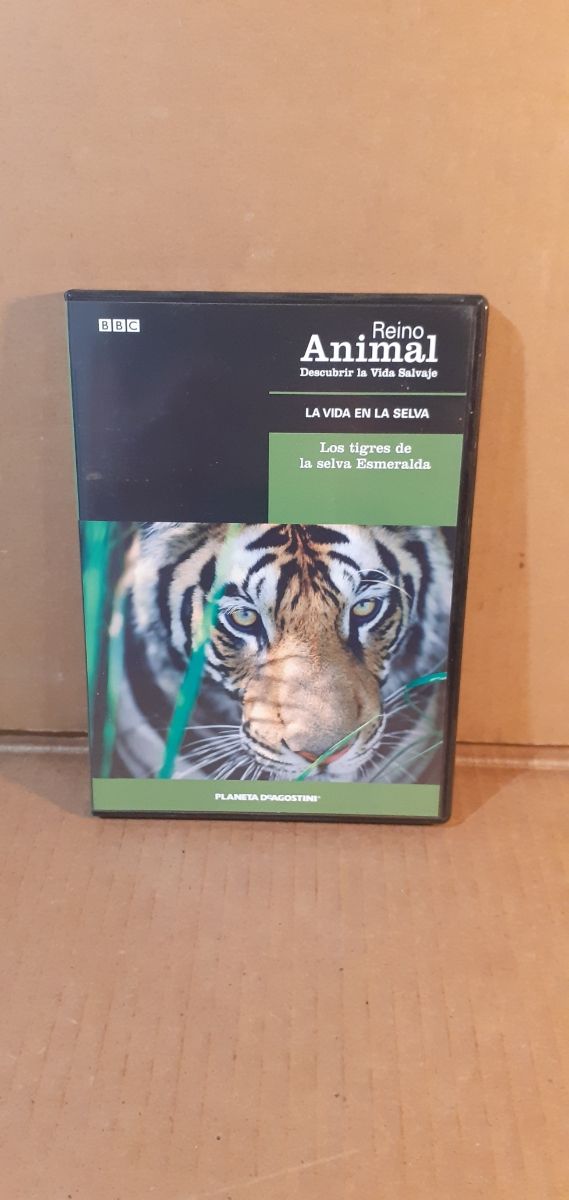 BBC
Reino
Animal
Descubrir la Vida Salvaje
LA VIDA EN LA SELVA
Los tigres de
la selva Esmeralda
PLANETA DEAGOSTINI